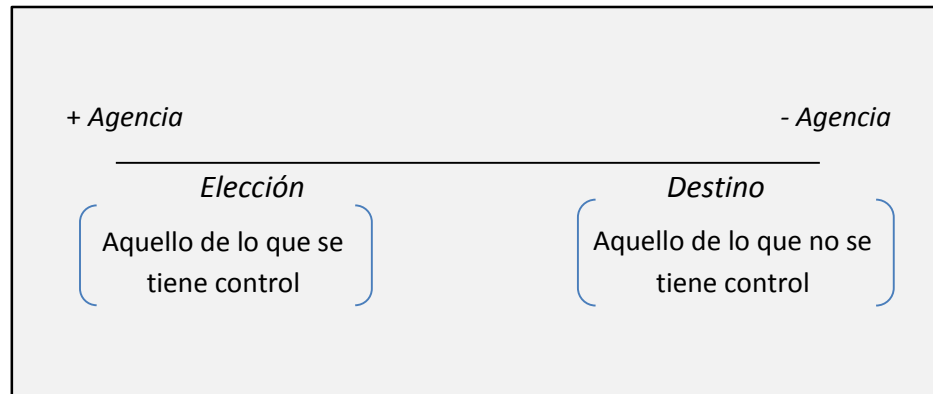 + Agencia
- Agencia
Elección
Destino
Aquello de lo que se
tiene control
Aquello de lo que no se
tiene control